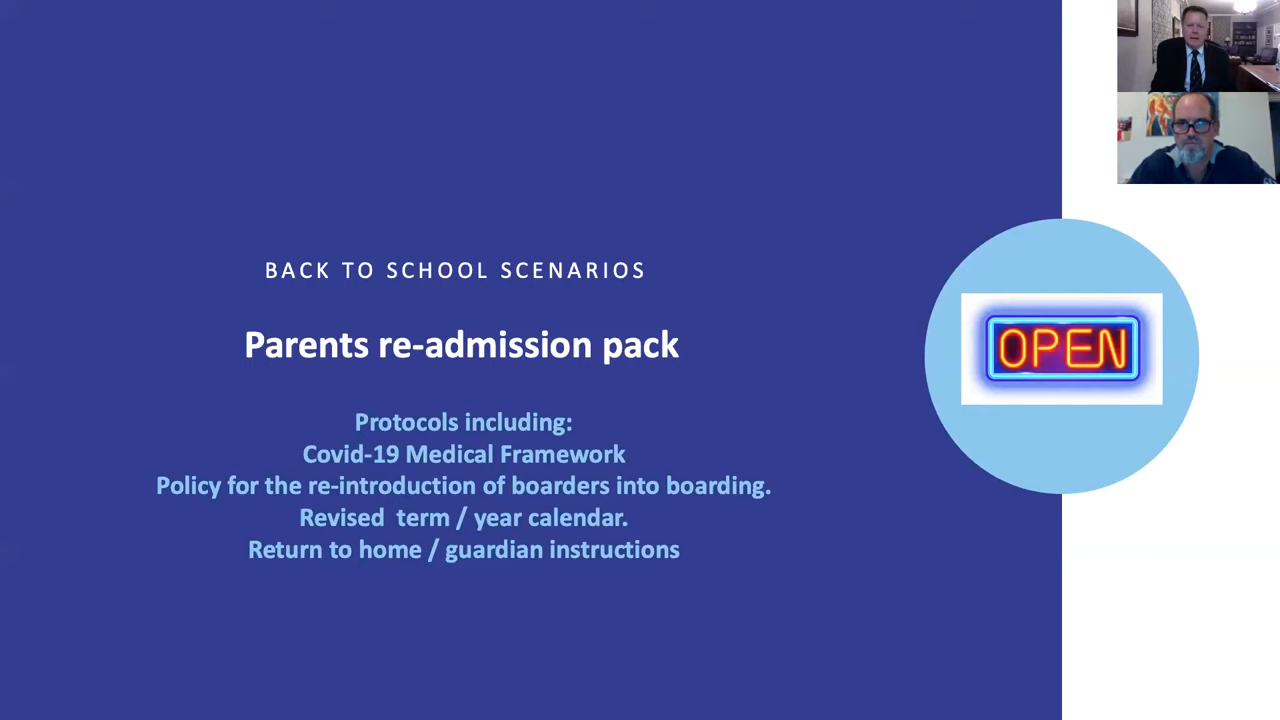 BACK TO SCHOOL SCENARIOS
Parents re-admission pack
Protocols including:
Covid-19 Medical Framework
Policy for the re-introduction of boarders into boarding.
Revised  term / year calendar.
Return to home / guardian instructions
OPEN